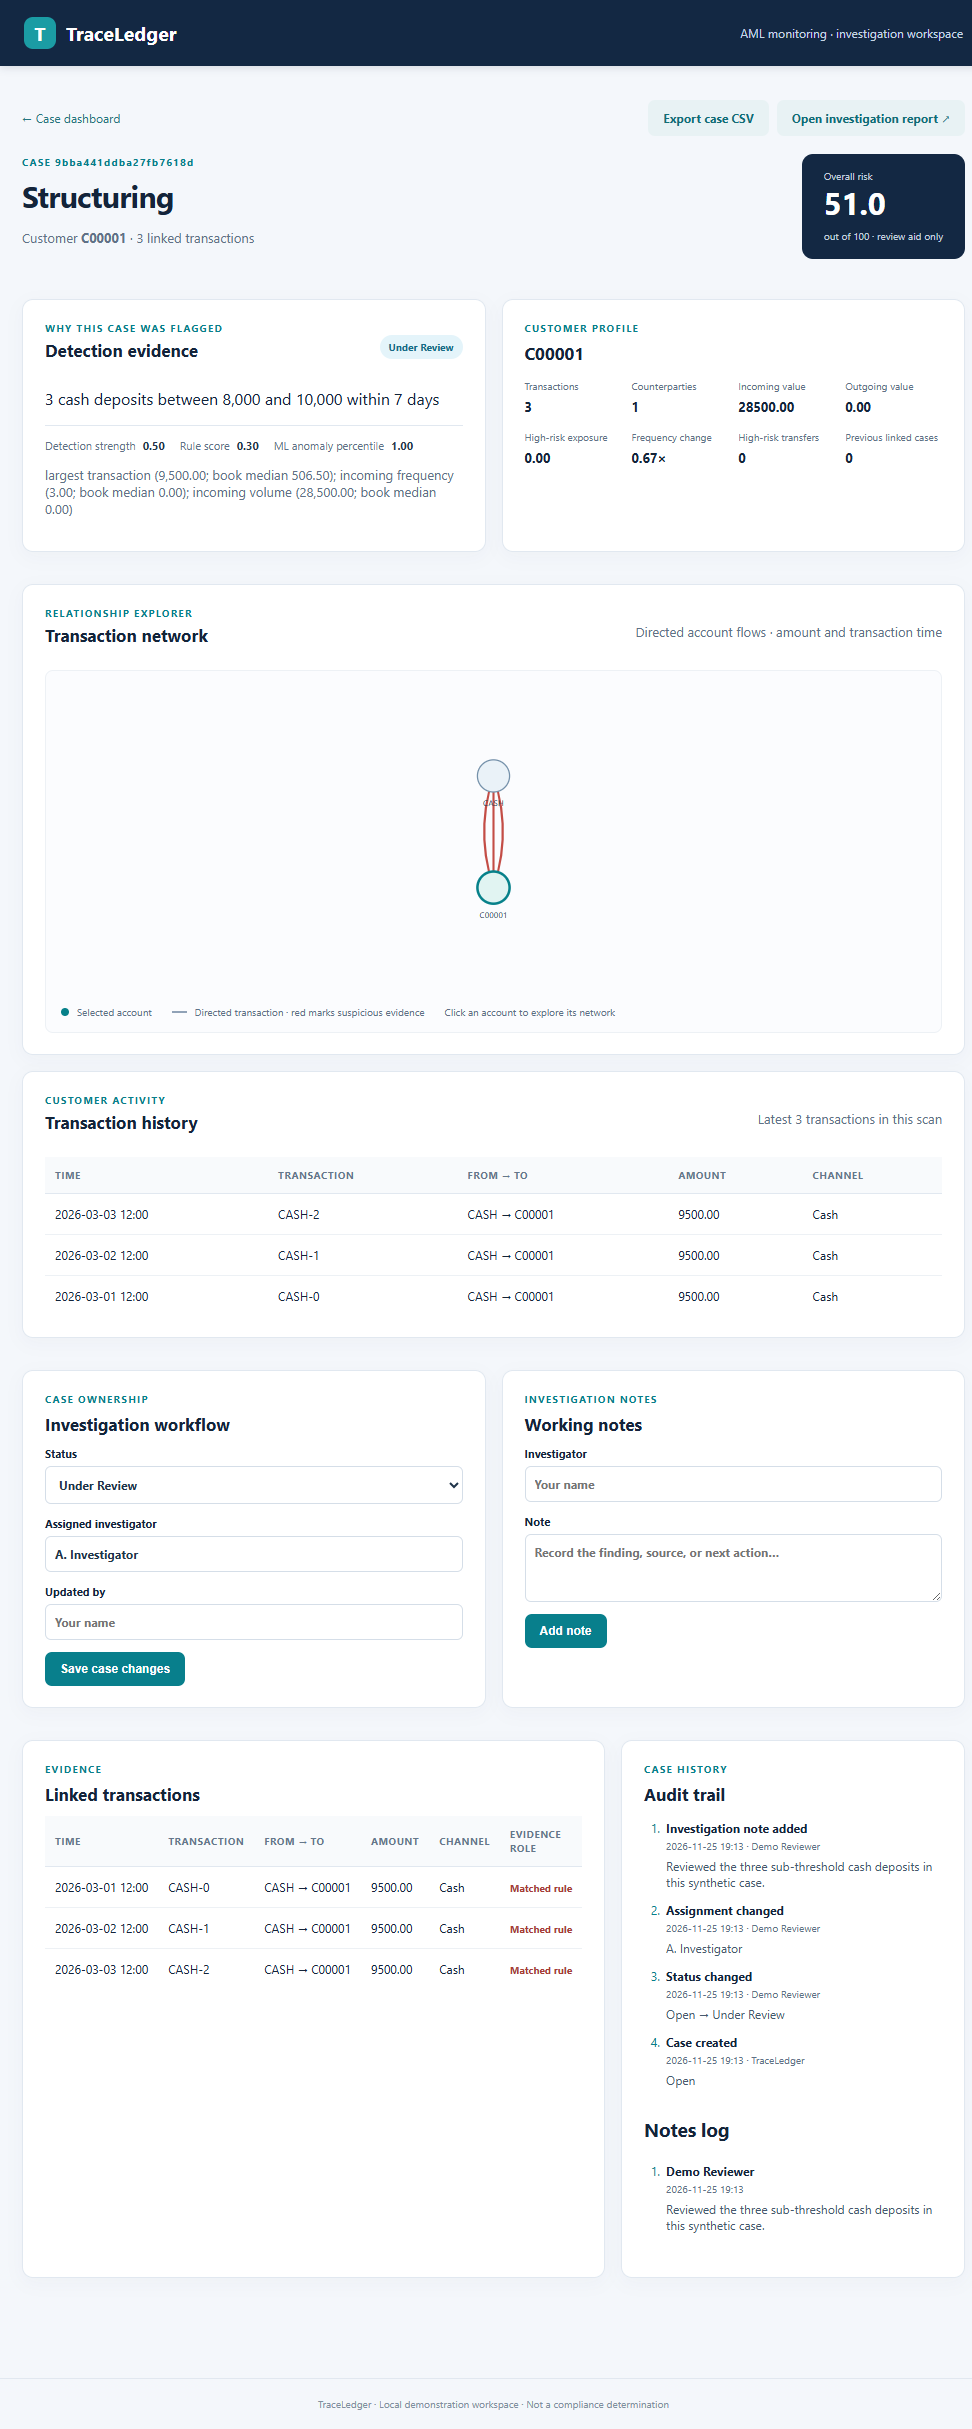 T TraceLedger
AML monitoring · investigation workspace
← Case dashboard
Export case CSV
Open investigation report ↗
CASE 9bba441ddba27fb7618d
Structuring
Customer C00001 · 3 linked transactions
Overall risk
51.0
out of 100 · review aid only
WHY THIS CASE WAS FLAGGED
Detection evidence
Under Review
3 cash deposits between 8,000 and 10,000 within 7 days
Detection strength 0.50 Rule score 0.30 ML anomaly percentile 1.00
largest transaction (9,500.00; book median 506.50); incoming frequency
(3.00; book median 0.00); incoming volume (28,500.00; book median
0.00)
CUSTOMER PROFILE
C00001
Transactions Counterparties Incoming value Outgoing value
3 1 28500.00 0.00
High-risk exposure Frequency change High-risk transfers Previous linked cases
0.00 0.67× 0 0
RELATIONSHIP EXPLORER
Transaction network
Directed account flows · amount and transaction time
CASH
C00001
Selected account Directed transaction · red marks suspicious evidence Click an account to explore its network
CUSTOMER ACTIVITY
Transaction history
Latest 3 transactions in this scan
TIME TRANSACTION FROM → TO AMOUNT CHANNEL
2026-03-03 12:00 CASH-2 CASH → C00001 9500.00 Cash
2026-03-02 12:00 CASH-1 CASH → C00001 9500.00 Cash
2026-03-01 12:00 CASH-0 CASH → C00001 9500.00 Cash
CASE OWNERSHIP
Investigation workflow
Status
Under Review
Assigned investigator
A. Investigator
Updated by
Your name
Save case changes
INVESTIGATION NOTES
Working notes
Investigator
Your name
Note
Record the finding, source, or next action...
Add note
EVIDENCE
Linked transactions
TIME TRANSACTION FROM → TO AMOUNT CHANNEL EVIDENCE
ROLE
2026-03-01 12:00 CASH-0 CASH → C00001 9500.00 Cash Matched rule
2026-03-02 12:00 CASH-1 CASH → C00001 9500.00 Cash Matched rule
2026-03-03 12:00 CASH-2 CASH → C00001 9500.00 Cash Matched rule
CASE HISTORY
Audit trail
1. Investigation note added
2026-11-25 19:13 · Demo Reviewer
Reviewed the three sub-threshold cash deposits in
this synthetic case.
2. Assignment changed
2026-11-25 19:13 · Demo Reviewer
A. Investigator
3. Status changed
2026-11-25 19:13 · Demo Reviewer
Open → Under Review
4. Case created
2026-11-25 19:13 · TraceLedger
Open
Notes log
1. Demo Reviewer
2026-11-25 19:13
Reviewed the three sub-threshold cash deposits in
this synthetic case.
TraceLedger · Local demonstration workspace · Not a compliance determination